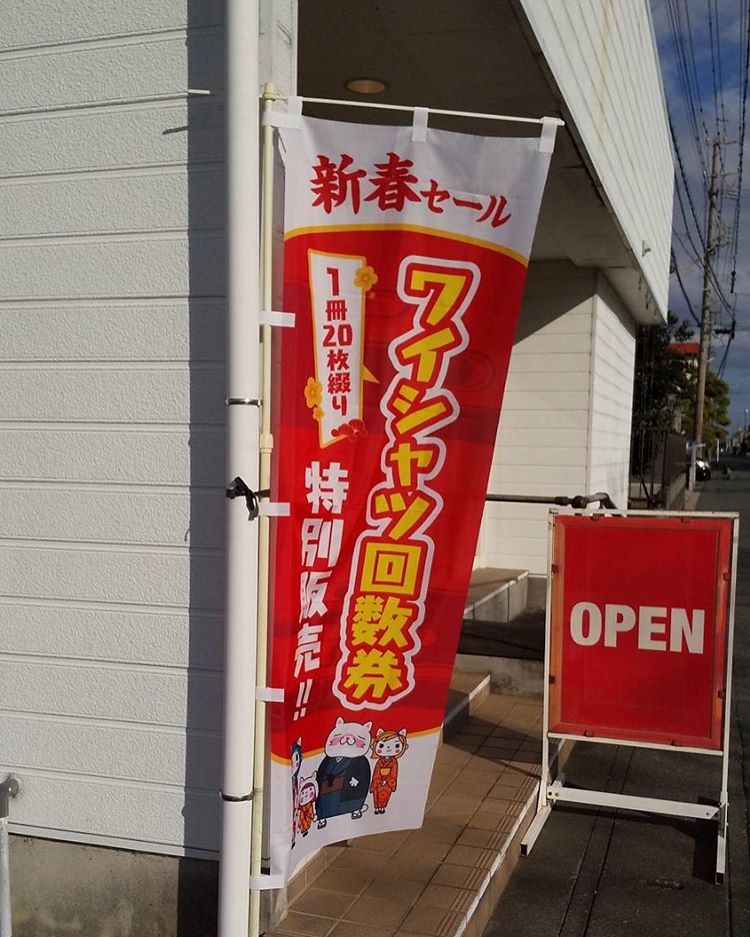 新春セール
ワイシャツ回数券
1冊20枚綴り
特別販売!!
OPEN